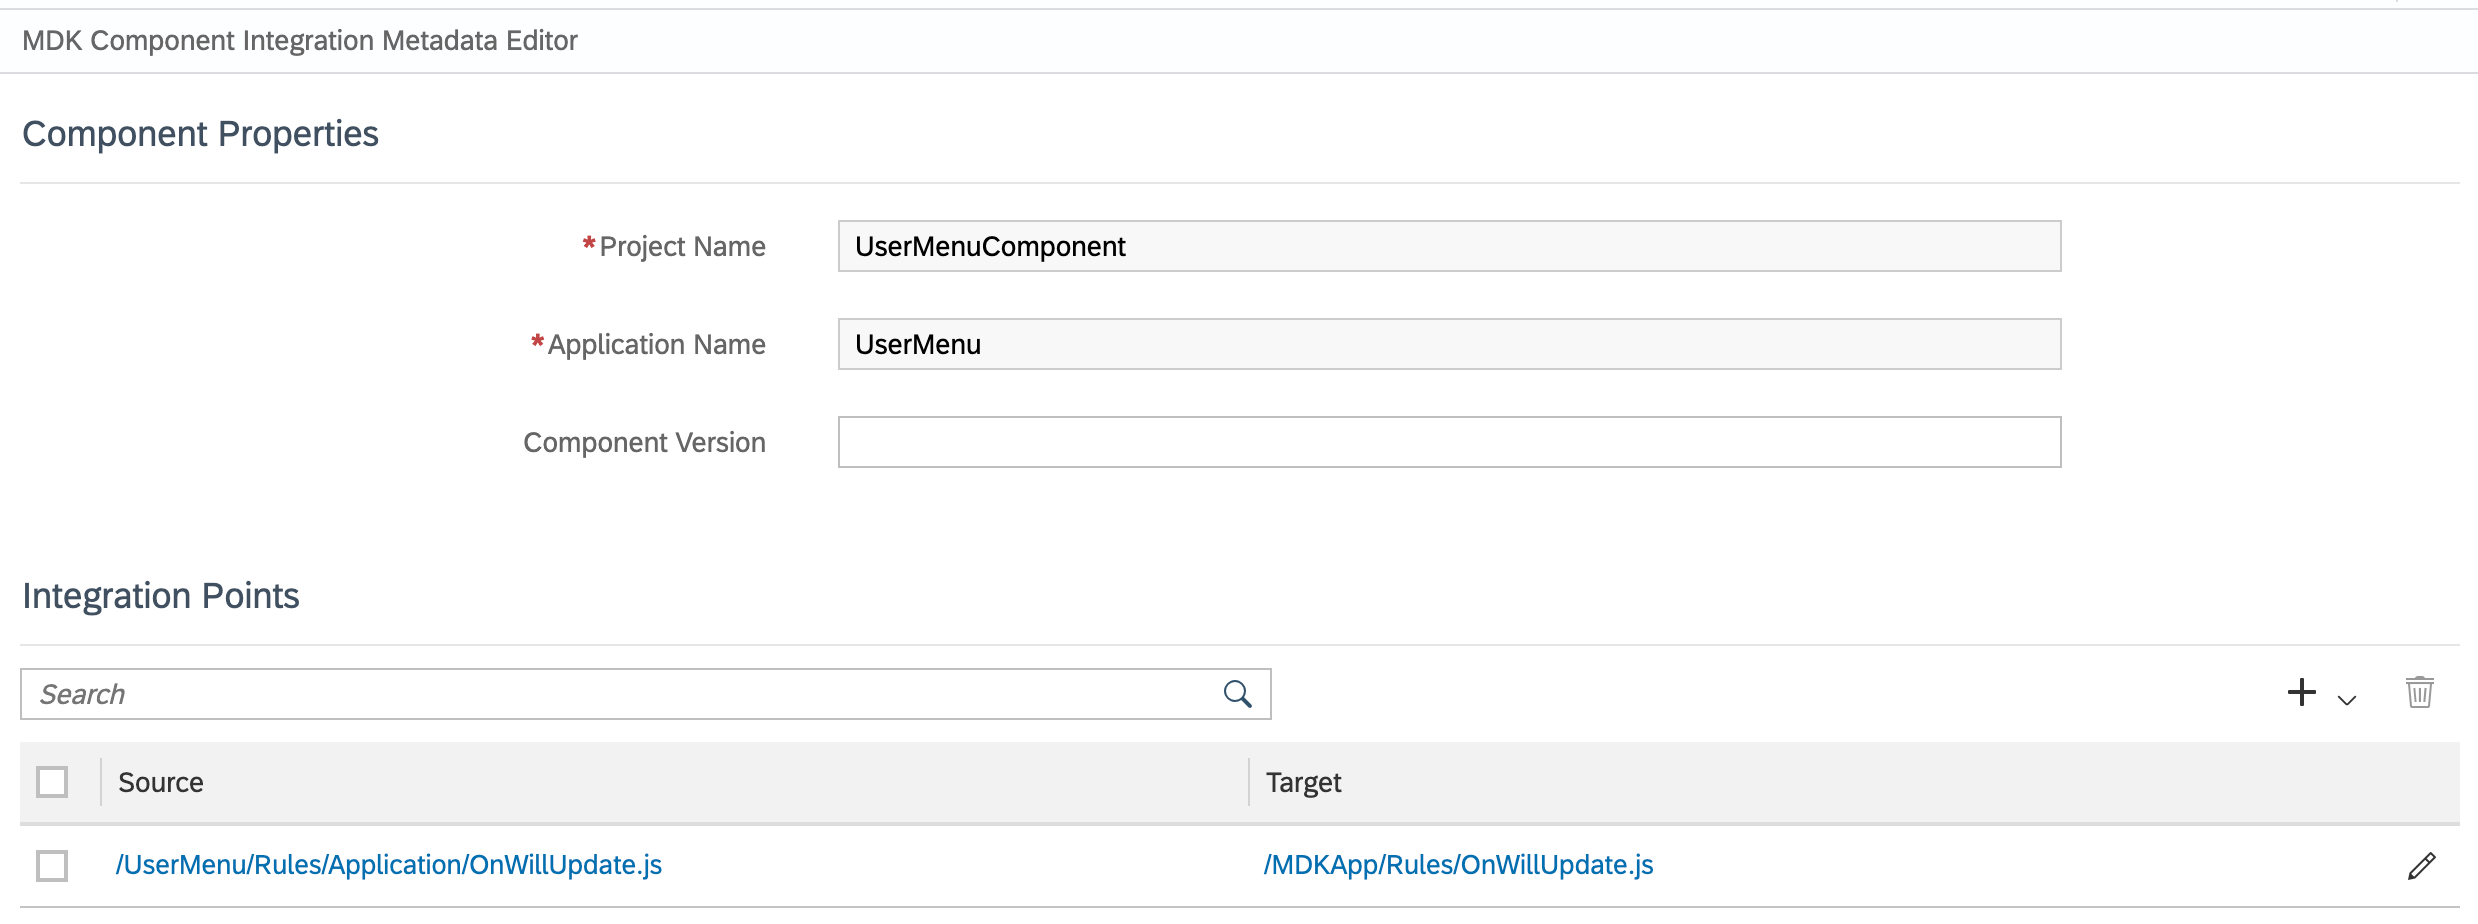 MDK Component Integration Metadata Editor
Component Properties
*Project Name UserMenuComponent
*Application Name UserMenu
Component Version
Integration Points
Search
Source Target
/UserMenu/Rules/Application/OnWillUpdate.js /MDKApp/Rules/OnWillUpdate.js